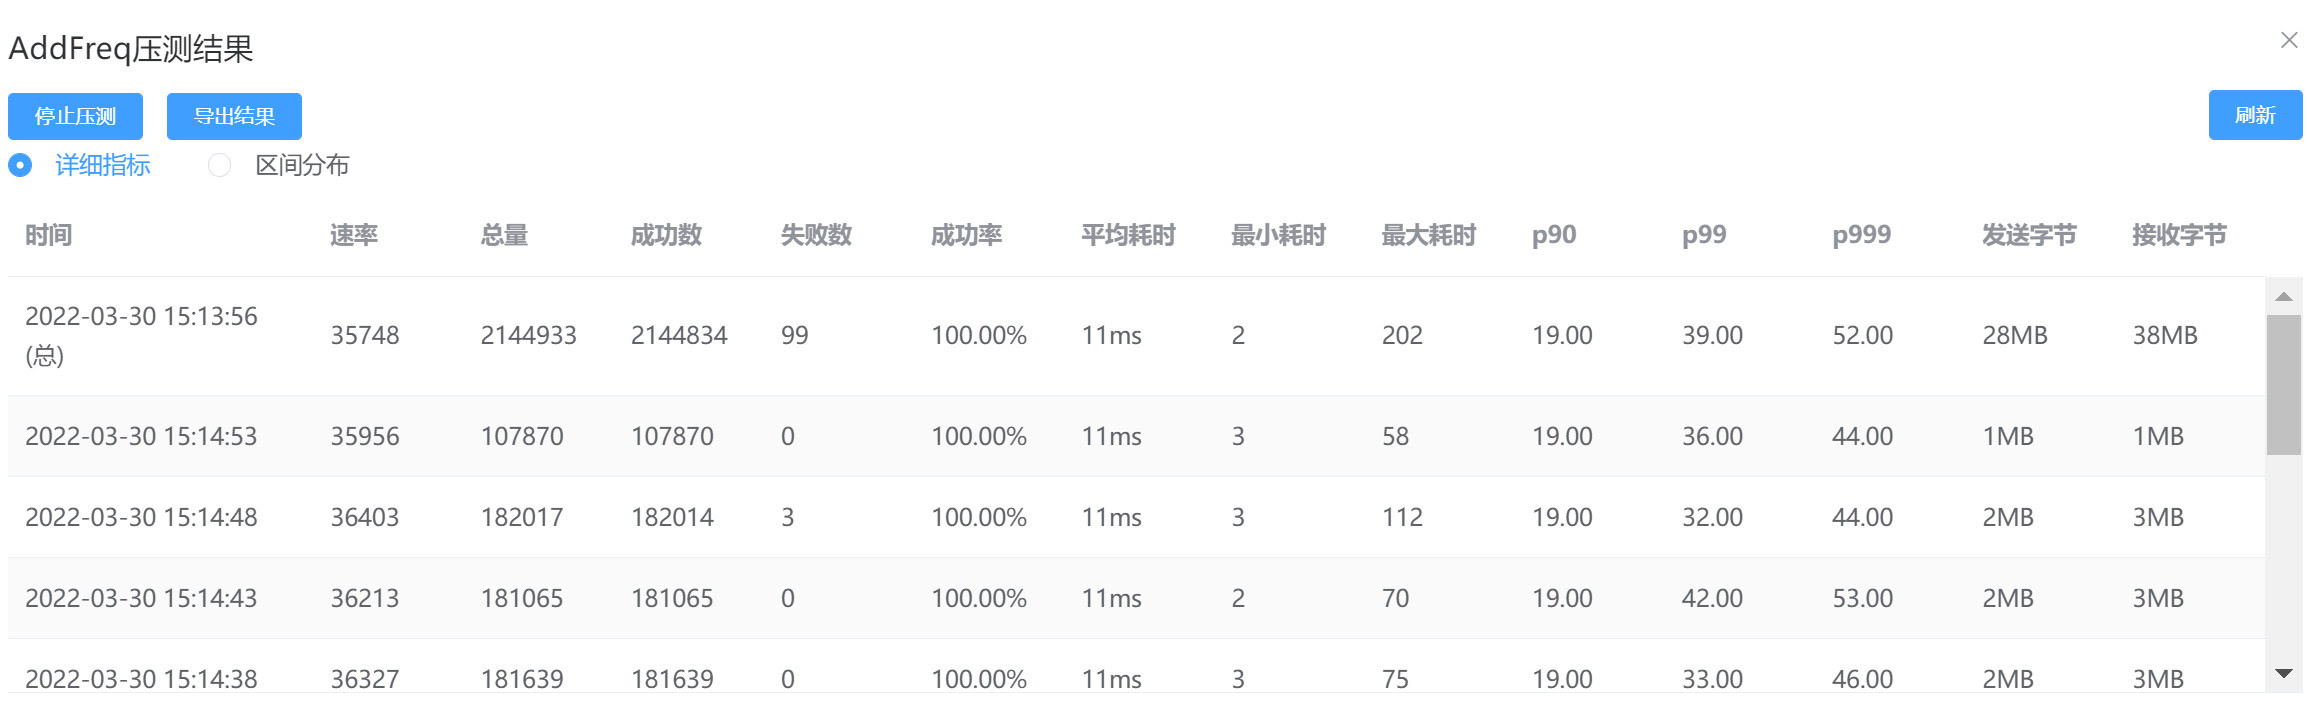 AddFreq压测结果
停止压测 导出结果 刷新
详细指标 区间分布
时间 速率 总量 成功数 失败数 成功率 平均耗时 最小耗时 最大耗时 p90 p99 p999 发送字节 接收字节
2022-03-30 15:13:56
(总) 35748 2144933 2144834 99 100.00% 11ms 2 202 19.00 39.00 52.00 28MB 38MB
2022-03-30 15:14:53 35956 107870 107870 0 100.00% 11ms 3 58 19.00 36.00 44.00 1MB 1MB
2022-03-30 15:14:48 36403 182017 182014 3 100.00% 11ms 3 112 19.00 32.00 44.00 2MB 3MB
2022-03-30 15:14:43 36213 181065 181065 0 100.00% 11ms 2 70 19.00 42.00 53.00 2MB 3MB
2022-03-30 15:14:38 36327 181639 181639 0 100.00% 11ms 3 75 19.00 33.00 46.00 2MB 3MB